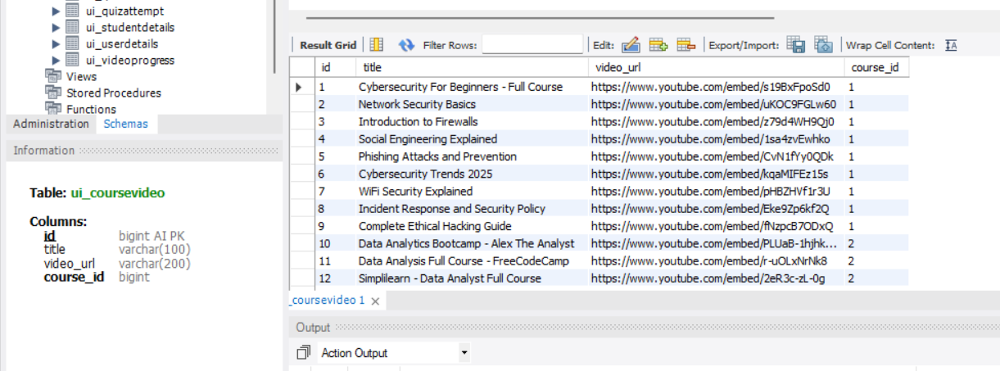 ui_quizattempt
ui_studentdetails
ui_userdetails
ui_videoprogress
Views
Stored Procedures
Functions
Administration Schemas
Information
Table: ui_coursevideo
Columns:
id bigint AI PK
title varchar(100)
video_url varchar(200)
course_id bigint
Result Grid Filter Rows: Edit: Export/Import: Wrap Cell Content:
id title video_url course_id
1 Cybersecurity For Beginners - Full Course https://www.youtube.com/embed/s19BxFpoSd0 1
2 Network Security Basics https://www.youtube.com/embed/uKOC9FGLw60 1
3 Introduction to Firewalls https://www.youtube.com/embed/z79d4WH9Qj0 1
4 Social Engineering Explained https://www.youtube.com/embed/1sa4zvEwhko 1
5 Phishing Attacks and Prevention https://www.youtube.com/embed/CvN1fYy0QDk 1
6 Cybersecurity Trends 2025 https://www.youtube.com/embed/kqaMIFEz15s 1
7 WiFi Security Explained https://www.youtube.com/embed/pHBZHVf1r3U 1
8 Incident Response and Security Policy https://www.youtube.com/embed/Eke9Zp6kf2Q 1
9 Complete Ethical Hacking Guide https://www.youtube.com/embed/fNzpcB7ODxQ 1
10 Data Analytics Bootcamp - Alex The Analyst https://www.youtube.com/embed/PLUaB-1hjhk... 2
11 Data Analysis Full Course - FreeCodeCamp https://www.youtube.com/embed/r-uOLxNrNk8 2
12 Simplilearn - Data Analyst Full Course https://www.youtube.com/embed/2eR3c-zL-0g 2
_coursevideo 1
Output
Action Output